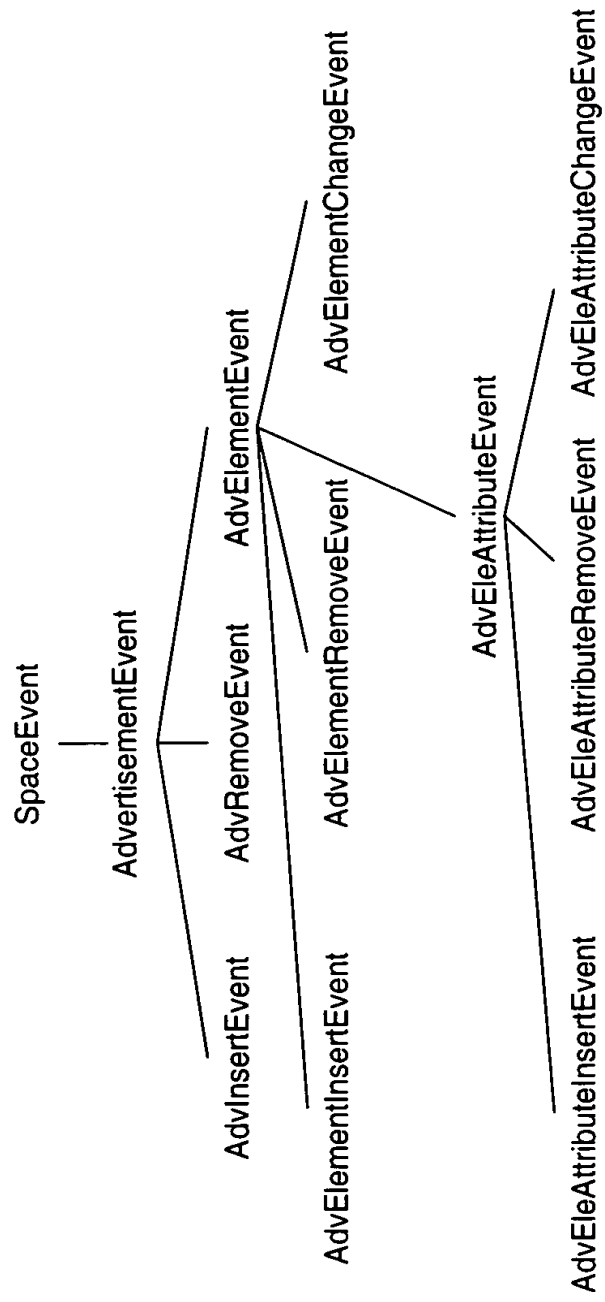 SpaceEvent
AdvertisementEvent
AdvInsertEvent
AdvRemoveEvent
AdvElementEvent
AdvElementInsertEvent
AdvElementRemoveEvent
AdvElementChangeEvent
AdvEleAttributeEvent
AdvEleAttributeInsertEvent
AdvEleAttributeRemoveEvent
AdvEleAttributeChangeEvent